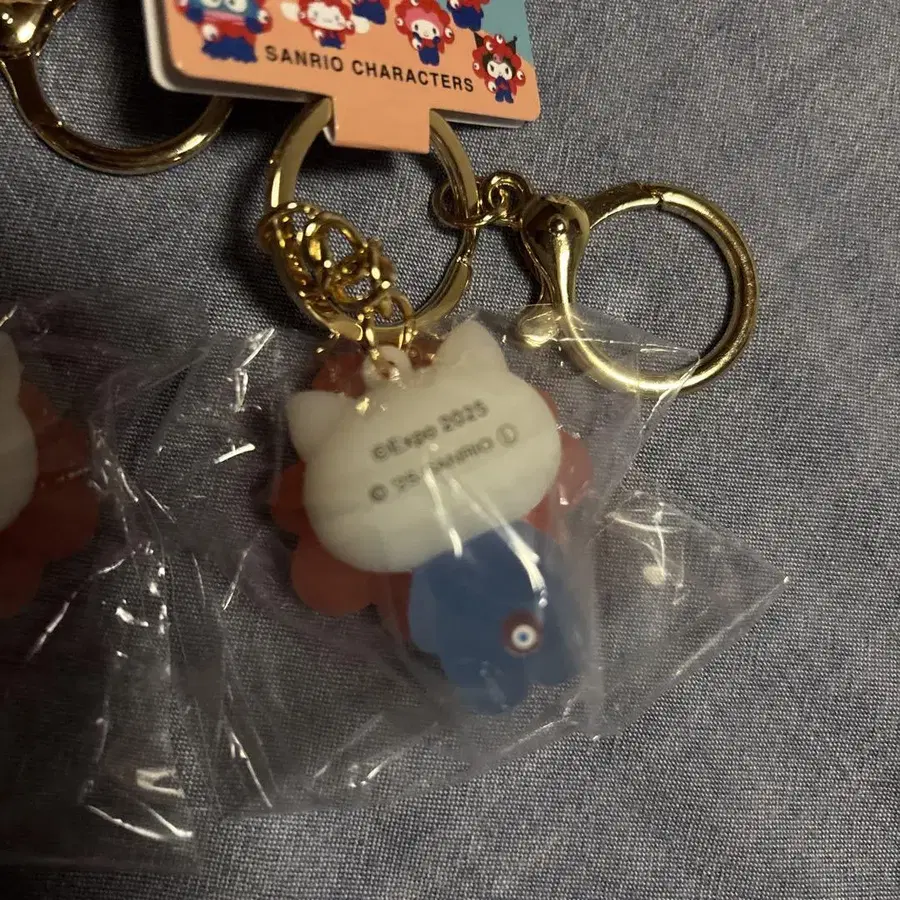 SANRIO CHARACTERS
©Expo 2025
© '25 SANRIO Ⓛ